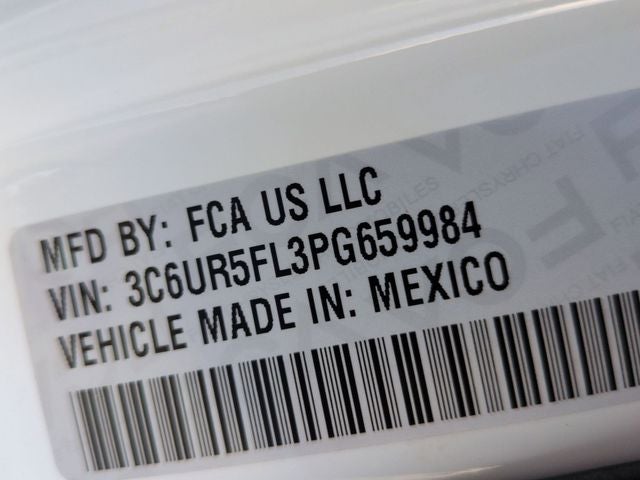 MFD BY: FCA US LLC
VIN: 3C6UR5FL3PG659984
VEHICLE MADE IN: MEXICO